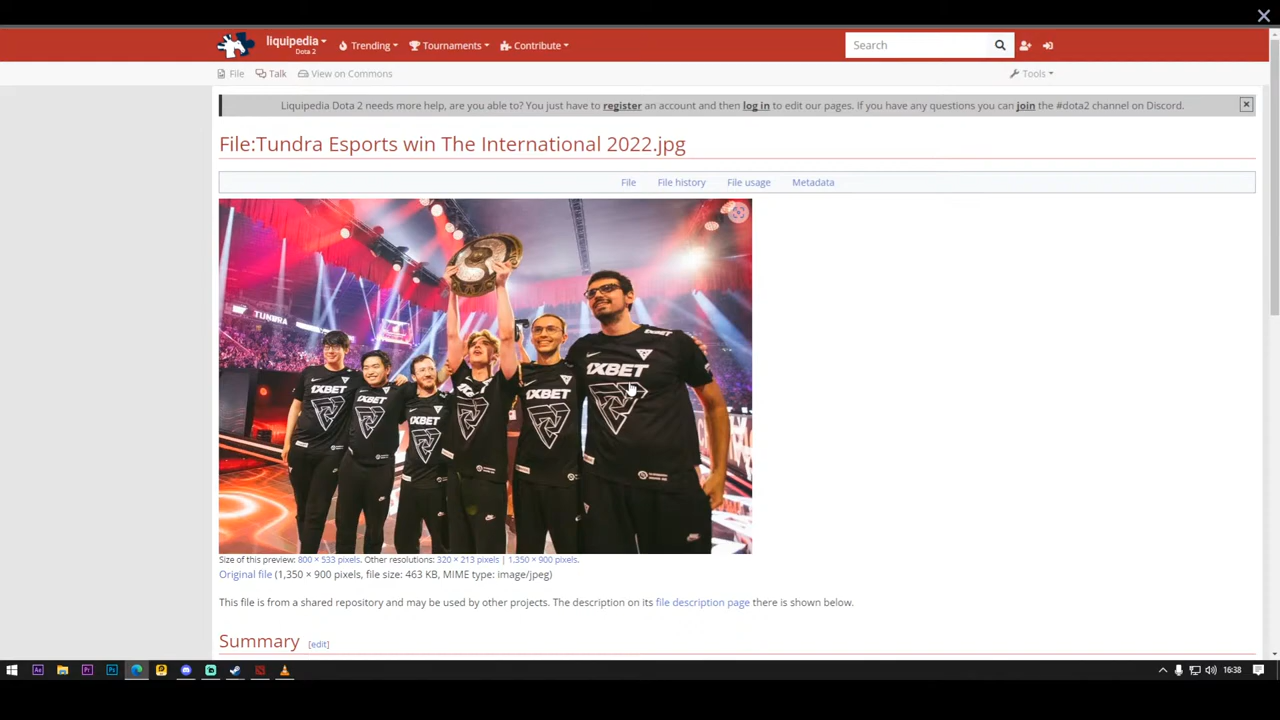 liquipedia
Dota 2
Trending
Tournaments
Contribute
Search
File
Talk
View on Commons
Tools
Liquipedia Dota 2 needs more help, are you able to? You just have to register an account and then log in to edit our pages. If you have any questions you can join the #dota2 channel on Discord.
File:Tundra Esports win The International 2022.jpg
File File history File usage Metadata
TUNDRA
1XBET
1XBET
1XBET
1XBET
1XBET
1XBET
1XBET
Size of this preview: 800 × 533 pixels. Other resolutions: 320 × 213 pixels | 1,350 × 900 pixels.
Original file (1,350 × 900 pixels, file size: 463 KB, MIME type: image/jpeg)
This file is from a shared repository and may be used by other projects. The description on its file description page there is shown below.
Summary [edit]
Ae
Pr
Ps
16:38